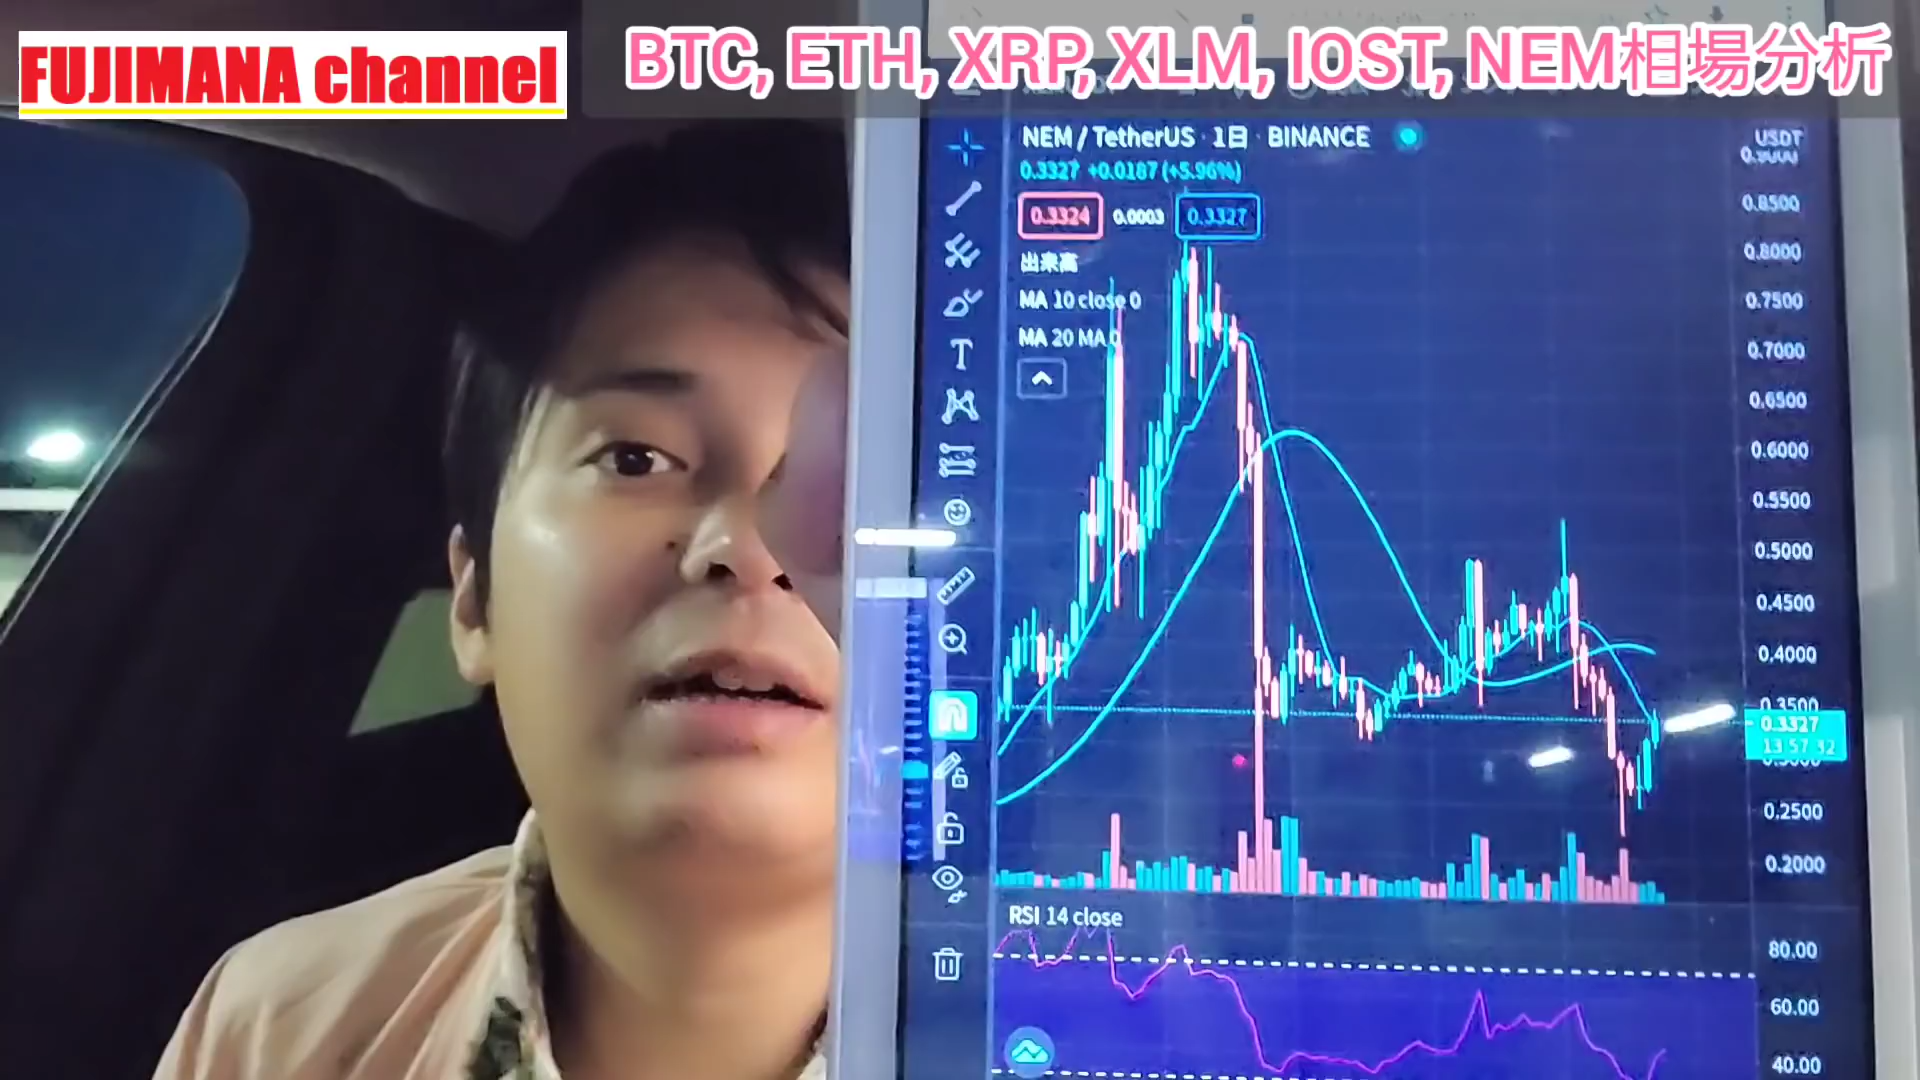 FUJIMANA channel
BTC, ETH, XRP, XLM, IOST, NEM相場分析
NEM / TetherUS · 1日 · BINANCE
USDT
0.3327 +0.0187 (+5.96%)
0.9000
0.3324 0.0003 0.3327
0.8500
出来高
0.8000
MA 10 close 0
0.7500
MA 20 MA 0
0.7000
0.6500
0.6000
0.5500
0.5000
0.4500
0.4000
0.3500
0.3327
13:57:32
0.3000
0.2500
0.2000
RSI 14 close
80.00
60.00
40.00